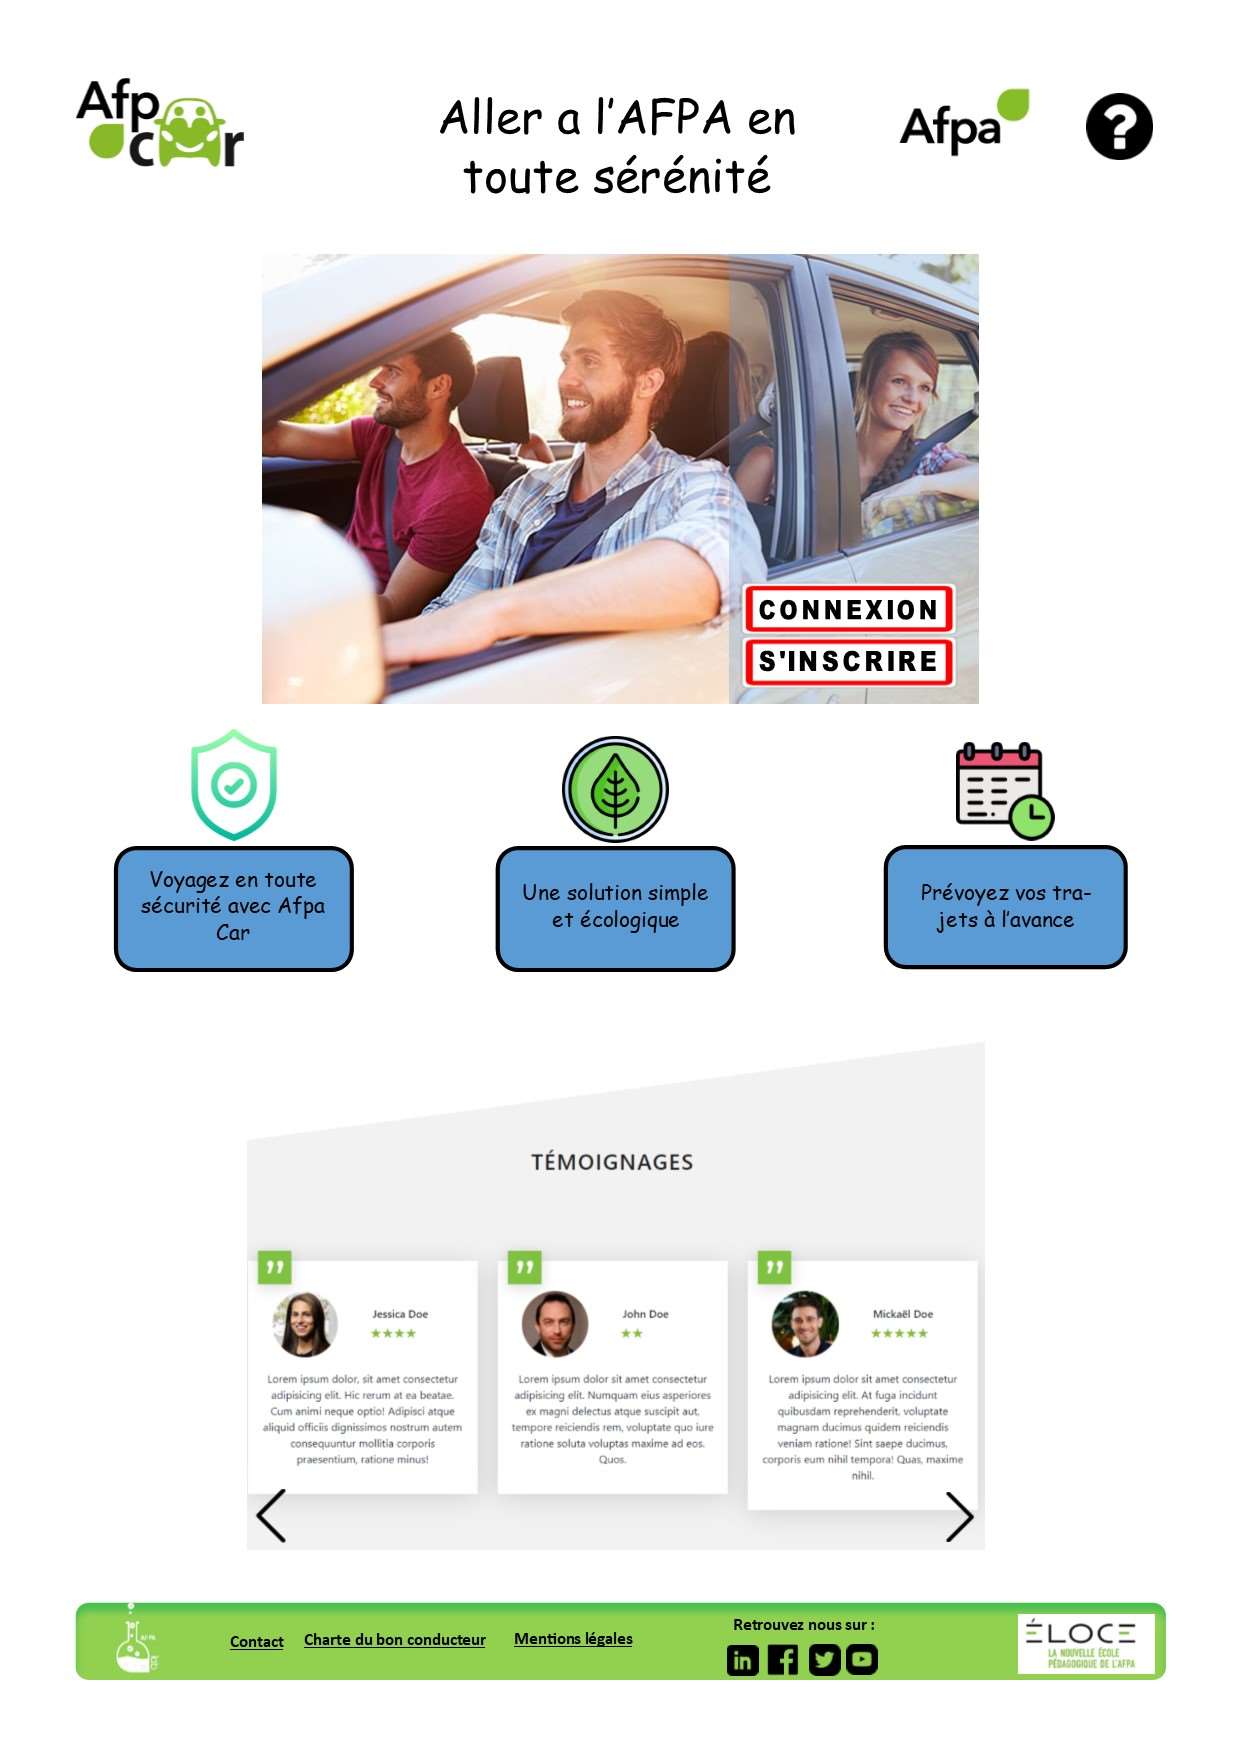 Afp
car
Aller a l'AFPA en
toute sérénité
Afpa
?
CONNEXION
S'INSCRIRE
Voyagez en toute
sécurité avec Afpa
Car
Une solution simple
et écologique
Prévoyez vos tra-
jets à l'avance
TÉMOIGNAGES
Jessica Doe
Lorem ipsum dolor, sit amet consectetur
adipisicing elit. Hic rerum at ea beatae.
Cum animi neque optio! Adipisci atque
aliquid officiis dignissimos nostrum autem
consequuntur mollitia corporis
praesentium, ratione minus!
John Doe
Lorem ipsum dolor sit amet consectetur
adipisicing elit. Numquam eius asperiores
ex magni delectus atque suscipit aut,
tempore reiciendis rem, voluptate quo iure
ratione soluta voluptas maxime ad eos.
Quos.
Mickaël Doe
Lorem ipsum dolor sit amet consectetur
adipisicing elit. At fuga incidunt
quibusdam reprehenderit, voluptate
magnam ducimus quidem reiciendis
veniam ratione! Sint saepe ducimus,
corporis eum nihil tempora! Quas, maxime
nihil.
AFPA
Contact
Charte du bon conducteur
Mentions légales
Retrouvez nous sur :
in
ÉLOCE
LA NOUVELLE ÉCOLE
PÉDAGOGIQUE DE L'AFPA